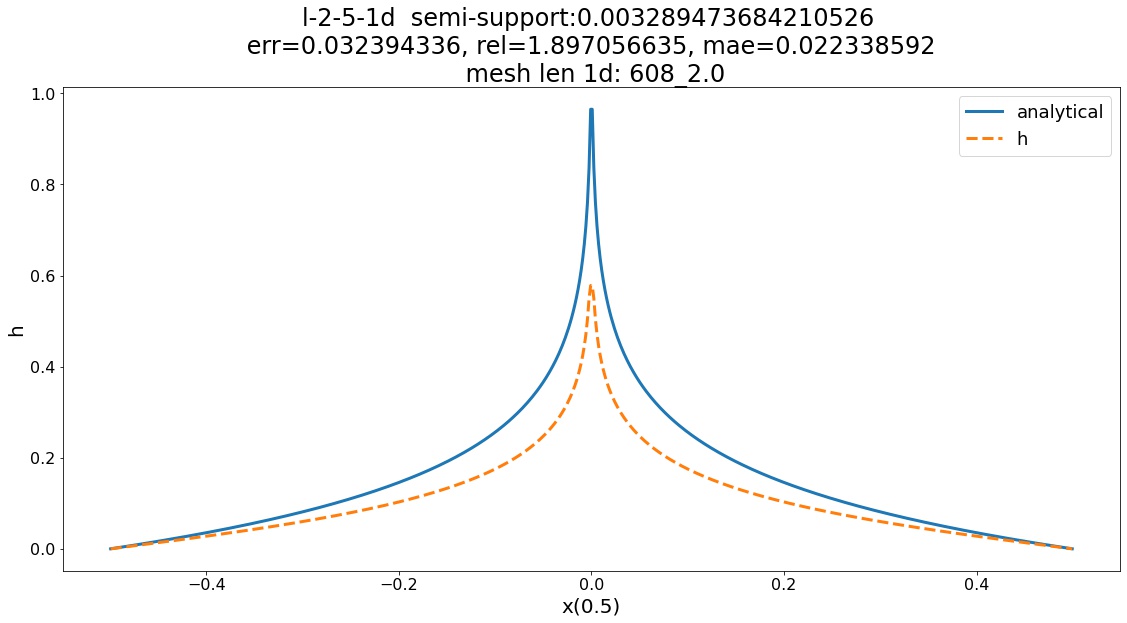 l-2-5-1d  semi-support:0.003289473684210526
err=0.032394336, rel=1.897056635, mae=0.022338592
mesh len 1d: 608_2.0
1.0
0.8
0.6
0.4
0.2
0.0
h
analytical
h
−0.4
−0.2
0.0
0.2
0.4
x(0.5)